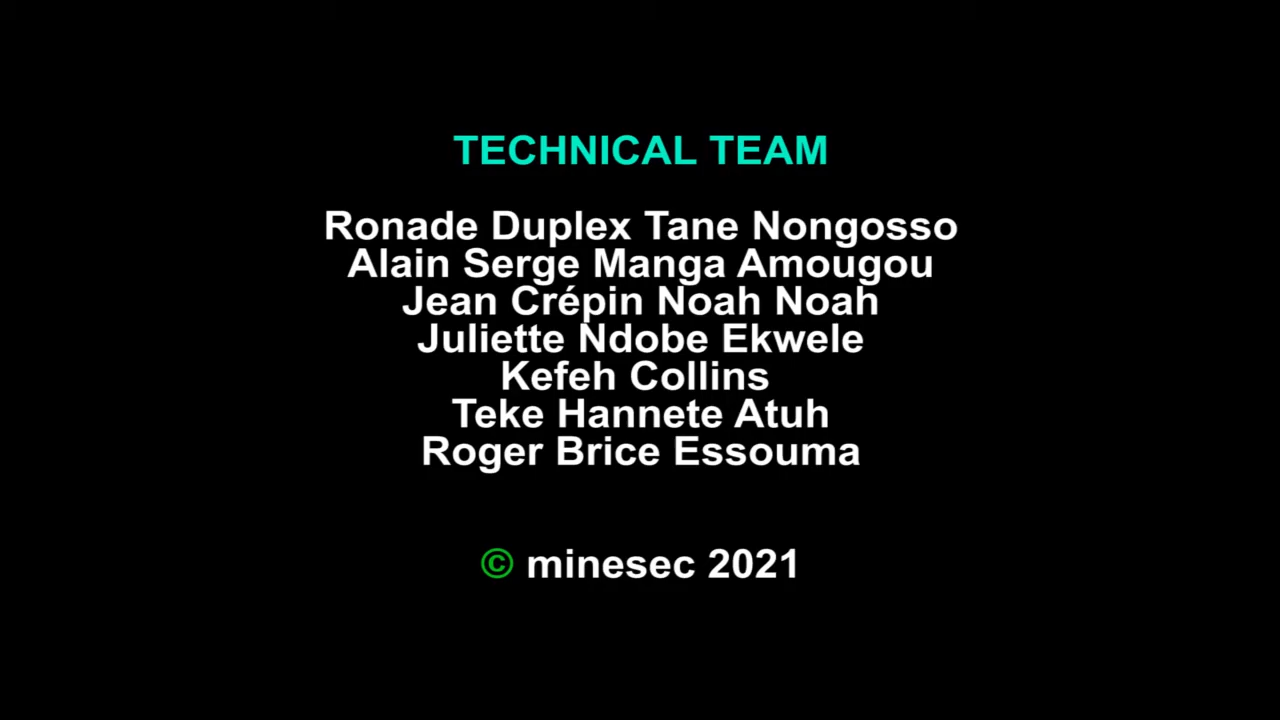 TECHNICAL TEAM
Ronade Duplex Tane Nongosso
Alain Serge Manga Amougou
Jean Crépin Noah Noah
Juliette Ndobe Ekwele
Kefeh Collins
Teke Hannete Atuh
Roger Brice Essouma
© minesec 2021